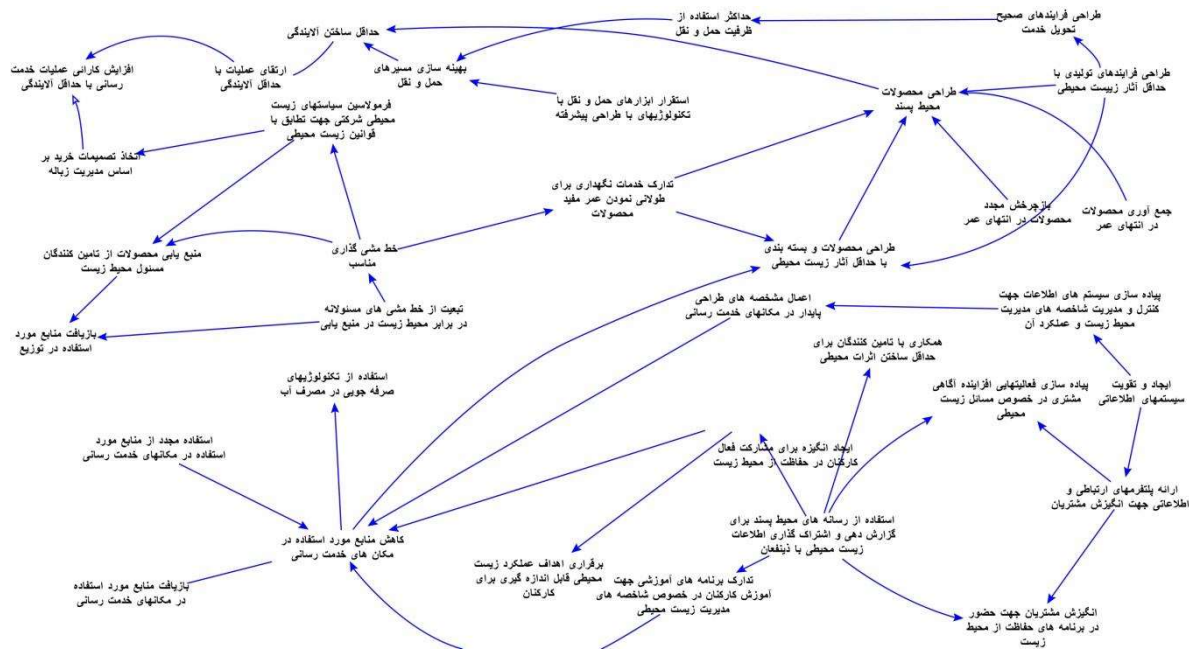 طراحی فرایندهای صحیح
تحویل خدمت
حداکثر استفاده از
ظرفیت حمل و نقل
حداقل ساختن آلایندگی
ارتقای عملیات با
حداقل آلایندگی
افزایش کارائی عملیات خدمت
رسانی با حداقل آلایندگی
طراحی فرایندهای تولیدی با
حداقل آثار زییست محیطی
بهینه سازی مسیرهای
حمل و نقل
طراحی محصولات
محیط پسند
استقرار ابزارهای حمل و نقل با
تکنولوژیهای با طراحی پیشرفته
فرمولاسین سیاستهای زیست
محیطی شرکتی جهت تطابق با
قوانین زیست محیطی
اتخاذ تصمیمات خرید بر
اساس مدیریت زباله
جمع آوری محصولات
در انتهای عمر
بازچرخش مجدد
محصولات در انتهای عمر
تدارک خدمات نگهداری برای
طولانی نمودن عمر مفید
محصولات
طراحی محصولات و بسته بندی
با حداقل آثار زیست محیطی
خط مشی گذاری
مناسب
منبع یابی محصولات از تامین کنندگان
مسئول محیط زیست
تبعیت از خط مشی های مسئولانه
در برابر محیط زیست در منبع یابی
بازیافت منابع مورد
استفاده در توزیع
پیاده سازی سیستم های اطلاعات جهت
کنترل و مدیریت شاخصه های مدیریت
محیط زیست و عملکرد آن
اعمال مشخصه های طراحی
پایدار در مکانهای خدمت رسانی
همکاری با تامین کنندگان برای
حداقل ساختن اثرات محیطی
ایجاد و تقویت
سیستمهای اطلاعاتی
پیاده سازی فعالیتهایی افزاینده آگاهی
مشتری در خصوص مسائل زیست
محیطی
استفاده از تکنولوژیهای
صرفه جویی در مصرف آب
استفاده مجدد از منابع مورد
استفاده در مکانهای خدمت رسانی
ایجاد انگیزه برای مشارکت فعال
کارکنان در حفاظت از محیط زیست
ارائه پلتفرمهای ارتباطی و
اطلاعاتی جهت انگیزش مشتریان
استفاده از رسانه های محیط پسند برای
گزارش دهی و اشتراک گذاری اطلاعات
زیست محیطی با ذینفعان
کاهش منابع مورد استفاده در
مکان های خدمت رسانی
برقراری اهداف عملکرد زیست
محیطی قابل اندازه گیری برای
کارکنان
تدارک برنامه های آموزشی جهت
آموزش کارکنان در خصوص شاخصه های
مدیریت زیست محیطی
بازیافت منابع مورد استفاده
در مکانهای خدمت رسانی
انگیزش مشتریان جهت حضور
در برنامه های حفاظت از محیط
زیست